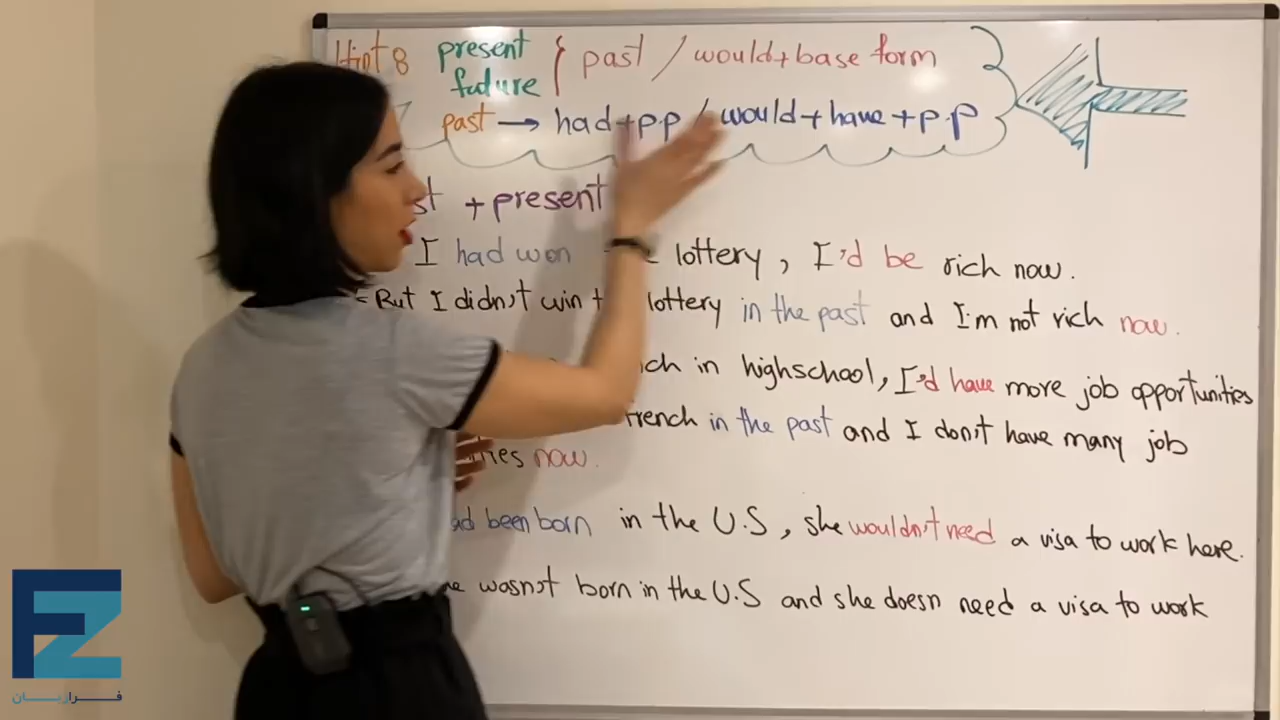 Hint 8 present { past / would+base form
future
past → had+p.p / would+have+p.p
+present
I had won lottery, I'd be rich now.
But I didn't win lottery in the past and I'm not rich now.
in highschool, I'd have more job opportunities
in the past and I don't have many job
now.
been born in the U.S, she wouldn't need a visa to work here.
wasn't born in the U.S and she doesn need a visa to work
EZ
فرازبان